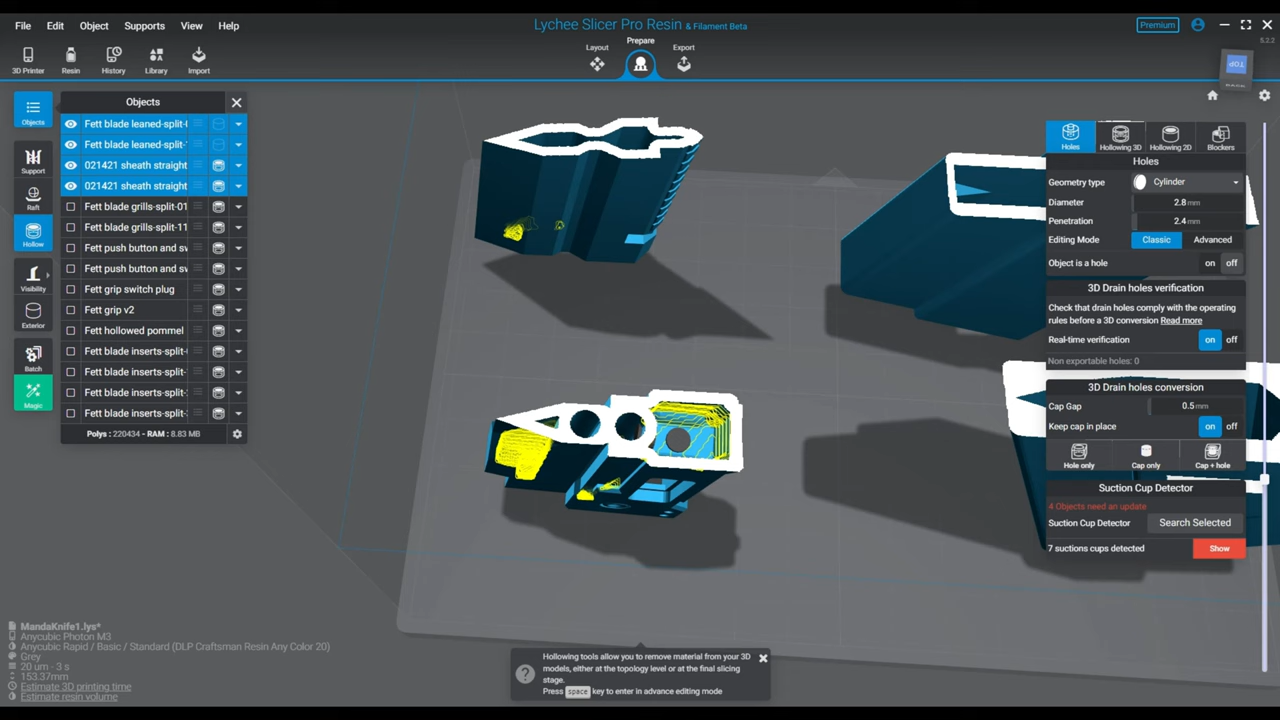 File Edit Object Supports View Help
Lychee Slicer Pro Resin & Filament Beta
Premium
5.2.2
3D Printer Resin History Library Import
Layout Prepare Export
TOP
Objects
Objects
Support
Raft
Hollow
Visibility
Exterior
Batch
Magic
Fett blade leaned-split-
Fett blade leaned-split-
021421 sheath straight
021421 sheath straight
Fett blade grills-split-01
Fett blade grills-split-11
Fett push button and sw
Fett push button and sw
Fett grip switch plug
Fett grip v2
Fett hollowed pommel
Fett blade inserts-split-
Fett blade inserts-split-
Fett blade inserts-split-
Fett blade inserts-split-
Polys : 220434 - RAM : 8.83 MB
Holes Hollowing 3D Hollowing 2D Blockers
Holes
Geometry type Cylinder
Diameter 2.8 mm
Penetration 2.4 mm
Editing Mode Classic Advanced
Object is a hole on off
3D Drain holes verification
Check that drain holes comply with the operating
rules before a 3D conversion Read more
Real-time verification on off
Non exportable holes: 0
3D Drain holes conversion
Cap Gap 0.5 mm
Keep cap in place on off
Hole only Cap only Cap + hole
Suction Cup Detector
4 Objects need an update
Suction Cup Detector Search Selected
7 suctions cups detected Show
MandaKnife1.lys*
Anycubic Photon M3
Anycubic Rapid / Basic / Standard (DLP Craftsman Resin Any Color 20)
Grey
20 um - 3 s
153.37mm
Estimate 3D printing time
Estimate resin volume
Hollowing tools allow you to remove material from your 3D
models, either at the topology level or at the final slicing
stage.
Press space key to enter in advance editing mode